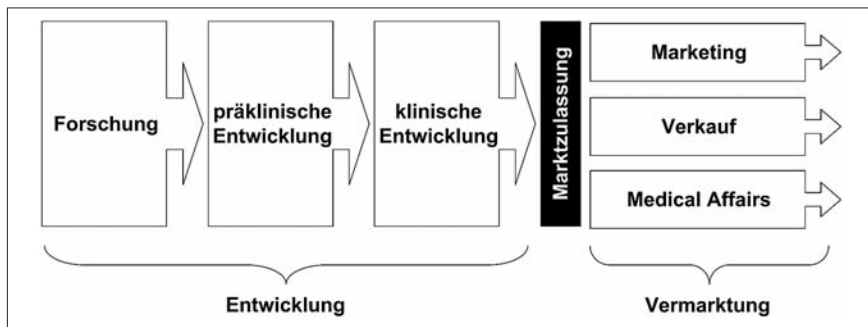 Forschung
präklinische
Entwicklung
klinische
Entwicklung
Marktzulassung
Marketing
Verkauf
Medical Affairs
Entwicklung
Vermarktung